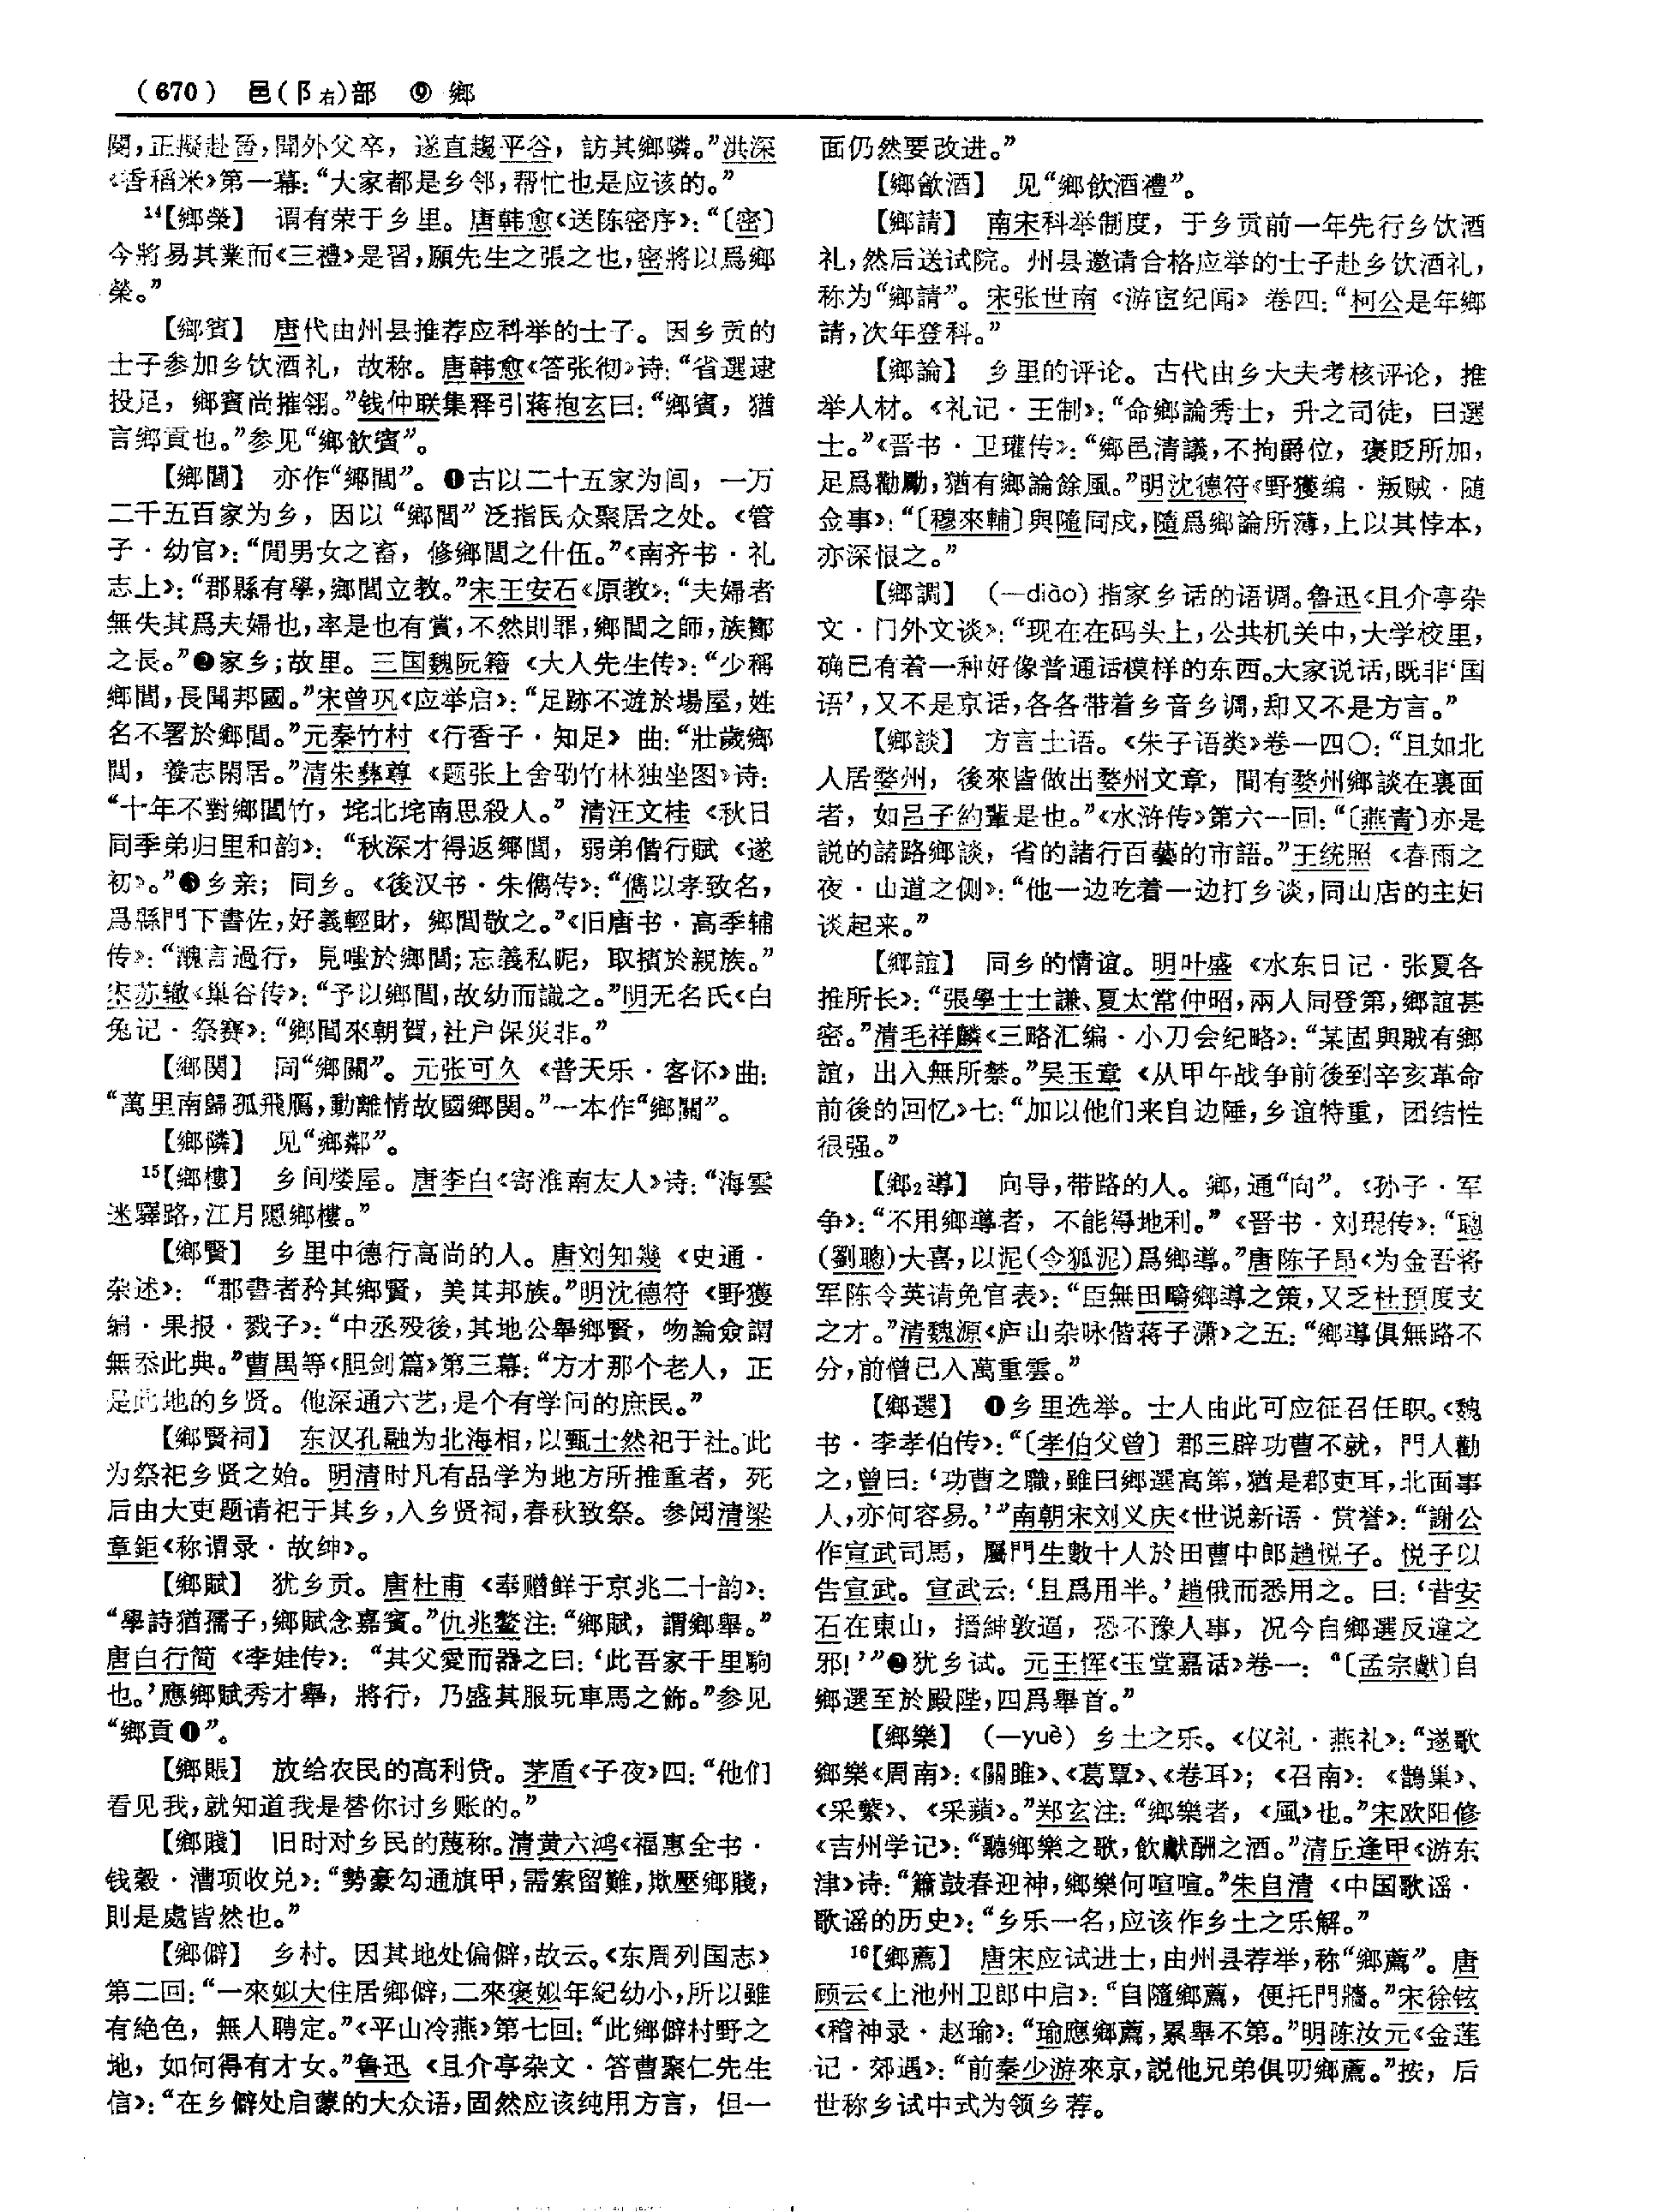 (670) 邑(阝右)部 ⑨ 鄉
闋,正擬赴晉,聞外父卒,遂直趨平谷,訪其鄉隣。”洪深
《香稻米》第一幕:“大家都是乡邻,帮忙也是应该的。”
14【鄉榮】 谓有荣于乡里。唐韩愈《送陈密序》:“〔密〕
今將易其業而《三禮》是習,願先生之張之也,密將以爲鄉
榮。”
【鄉賓】 唐代由州县推荐应科举的士子。因乡贡的
士子参加乡饮酒礼,故称。唐韩愈《答张彻》诗:“省選逮
投足,鄉賓尚摧翎。”钱仲联集释引蒋抱玄曰:“鄉賓,猶
言鄉貢也。”参见“鄉飲賓”。
【鄉閭】 亦作“鄉閭”。❶古以二十五家为闾,一万
二千五百家为乡,因以“鄉閭”泛指民众聚居之处。《管
子·幼官》:“閒男女之畜,修鄉閭之什伍。”《南齐书·礼
志上》:“郡縣有學,鄉閭立教。”宋王安石《原教》:“夫婦者
無失其爲夫婦也,率是也有賞,不然則罪,鄉閭之師,族酇
之長。”❷家乡;故里。三国魏阮籍《大人先生传》:“少稱
鄉閭,長聞邦國。”宋曾巩《应举启》:“足跡不遊於場屋,姓
名不署於鄉閭。”元秦竹村《行香子·知足》曲:“壯歲鄉
閭,養志閑居。”清朱彝尊《题张上舍劭竹林独坐图》诗:
“十年不對鄉閭竹,垞北垞南思殺人。”清汪文桂《秋日
同季弟归里和韵》:“秋深才得返鄉閭,弱弟偕行賦《遂
初》。”❸乡亲;同乡。《後汉书·朱儁传》:“儁以孝致名,
爲縣門下書佐,好義輕財,鄉閭敬之。”《旧唐书·高季辅
传》:“醜言過行,見嗤於鄉閭;忘義私昵,取擯於親族。”
宋苏辙《巢谷传》:“予以鄉閭,故幼而識之。”明无名氏《白
兔记·祭赛》:“鄉閭來朝賀,社户保災非。”
【鄉関】 同“鄉關”。元张可久《普天乐·客怀》曲:
“萬里南歸孤飛鴈,動離情故國鄉関。”一本作“鄉關”。
【鄉隣】 见“鄉鄰”。
15【鄉樓】 乡间楼屋。唐李白《寄淮南友人》诗:“海雲
迷驛路,江月隱鄉樓。”
【鄉賢】 乡里中德行高尚的人。唐刘知幾《史通·
杂述》:“郡書者矜其鄉賢,美其邦族。”明沈德符《野獲
編·果报·戮子》:“中丞殁後,其地公舉鄉賢,物論僉謂
無忝此典。”曹禺等《胆剑篇》第三幕:“方才那个老人,正
是此地的乡贤。他深通六艺,是个有学问的庶民。”
【鄉賢祠】 东汉孔融为北海相,以甄士然祀于社。此
为祭祀乡贤之始。明清时凡有品学为地方所推重者,死
后由大吏题请祀于其乡,入乡贤祠,春秋致祭。参阅清梁
章鉅《称谓录·故绅》。
【鄉賦】 犹乡贡。唐杜甫《奉赠鲜于京兆二十韵》:
“學詩猶孺子,鄉賦念嘉賓。”仇兆鳌注:“鄉賦,謂鄉舉。”
唐白行简《李娃传》:“其父愛而器之曰:‘此吾家千里駒
也。’應鄉賦秀才舉,將行,乃盛其服玩車馬之飾。”参见
“鄉貢❶”。
【鄉賬】 放给农民的高利贷。茅盾《子夜》四:“他们
看见我,就知道我是替你讨乡账的。”
【鄉賤】 旧时对乡民的蔑称。清黄六鸿《福惠全书·
钱穀·漕项收兑》:“勢豪勾通旗甲,需索留難,欺壓鄉賤,
則是處皆然也。”
【鄉僻】 乡村。因其地处偏僻,故云。《东周列国志》
第二回:“一來姒大住居鄉僻,二來褒姒年紀幼小,所以雖
有絶色,無人聘定。”《平山冷燕》第七回:“此鄉僻村野之
地,如何得有才女。”鲁迅《且介亭杂文·答曹聚仁先生
信》:“在乡僻处启蒙的大众语,固然应该纯用方言,但一
面仍然要改进。”
【鄉歙酒】 见“鄉飲酒禮”。
【鄉請】 南宋科举制度,于乡贡前一年先行乡饮酒
礼,然后送试院。州县邀请合格应举的士子赴乡饮酒礼,
称为“鄉請”。宋张世南《游宦纪闻》卷四:“柯公是年鄉
請,次年登科。”
【鄉論】 乡里的评论。古代由乡大夫考核评论,推
举人材。《礼记·王制》:“命鄉論秀士,升之司徒,曰選
士。”《晋书·卫瓘传》:“鄉邑清議,不拘爵位,褒貶所加,
足爲勸勵,猶有鄉論餘風。”明沈德符《野獲编·叛贼·随
佥事》:“〔穆來輔〕與隨同戍,隨爲鄉論所薄,上以其悖本,
亦深恨之。”
【鄉調】 (—diào)指家乡话的语调。鲁迅《且介亭杂
文·门外文谈》:“现在在码头上,公共机关中,大学校里,
确已有着一种好像普通话模样的东西。大家说话,既非‘国
语’,又不是京话,各各带着乡音乡调,却又不是方言。”
【鄉談】 方言土语。《朱子语类》卷一四〇:“且如北
人居婺州,後來皆做出婺州文章,間有婺州鄉談在裏面
者,如吕子約輩是也。”《水浒传》第六一回:“〔燕青〕亦是
説的諸路鄉談,省的諸行百藝的市語。”王统照《春雨之
夜·山道之侧》:“他一边吃着一边打乡谈,同山店的主妇
谈起来。”
【鄉誼】 同乡的情谊。明叶盛《水东日记·张夏各
推所长》:“張學士士謙、夏太常仲昭,兩人同登第,鄉誼甚
密。”清毛祥麟《三略汇编·小刀会纪略》:“某固與賊有鄉
誼,出入無所禁。”吴玉章《从甲午战争前後到辛亥革命
前後的回忆》七:“加以他们来自边陲,乡谊特重,团结性
很强。”
【鄉2導】 向导,带路的人。鄉,通“向”。《孙子·军
争》:“不用鄉導者,不能得地利。”《晋书·刘琨传》:“聰
(劉聰)大喜,以泥(令狐泥)爲鄉導。”唐陈子昂《为金吾将
军陈令英请免官表》:“臣無田疇鄉導之策,又乏杜預度支
之才。”清魏源《庐山杂咏偕蒋子潇》之五:“鄉導俱無路不
分,前僧已入萬重雲。”
【鄉選】 ❶乡里选举。士人由此可应征召任职。《魏
书·李孝伯传》:“〔孝伯父曾〕郡三辟功曹不就,門人勸
之,曾曰:‘功曹之職,雖曰鄉選高第,猶是郡吏耳,北面事
人,亦何容易。’”南朝宋刘义庆《世说新语·赏誉》:“謝公
作宣武司馬,屬門生數十人於田曹中郎趙悦子。悦子以
告宣武。宣武云:‘且爲用半。’趙俄而悉用之。曰:‘昔安
石在東山,搢紳敦逼,恐不豫人事,况今自鄉選反違之
邪!’”❷犹乡试。元王恽《玉堂嘉话》卷一:“〔孟宗獻〕自
鄉選至於殿陛,四爲舉首。”
【鄉樂】 (—yuè)乡土之乐。《仪礼·燕礼》:“遂歌
鄉樂《周南》:《關雎》、《葛覃》、《卷耳》;《召南》:《鵲巢》、
《采蘩》、《采蘋》。”郑玄注:“鄉樂者,《風》也。”宋欧阳修
《吉州学记》:“聽鄉樂之歌,飲獻酬之酒。”清丘逢甲《游东
津》诗:“簫鼓春迎神,鄉樂何喧喧。”朱自清《中国歌谣·
歌谣的历史》:“乡乐一名,应该作乡土之乐解。”
16【鄉薦】 唐宋应试进士,由州县荐举,称“鄉薦”。唐
顾云《上池州卫郎中启》:“自隨鄉薦,便托門牆。”宋徐铉
《稽神录·赵瑜》:“瑜應鄉薦,累舉不第。”明陈汝元《金莲
记·郊遇》:“前秦少游來京,説他兄弟俱叨鄉薦。”按,后
世称乡试中式为领乡荐。